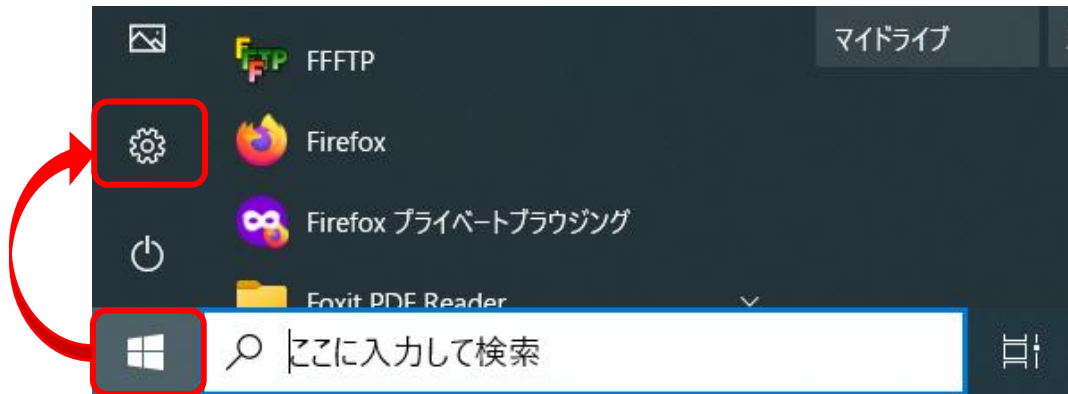 FFFTP
マイドライブ
Firefox
Firefox プライベートブラウジング
Foxit PDF Reader
ここに入力して検索